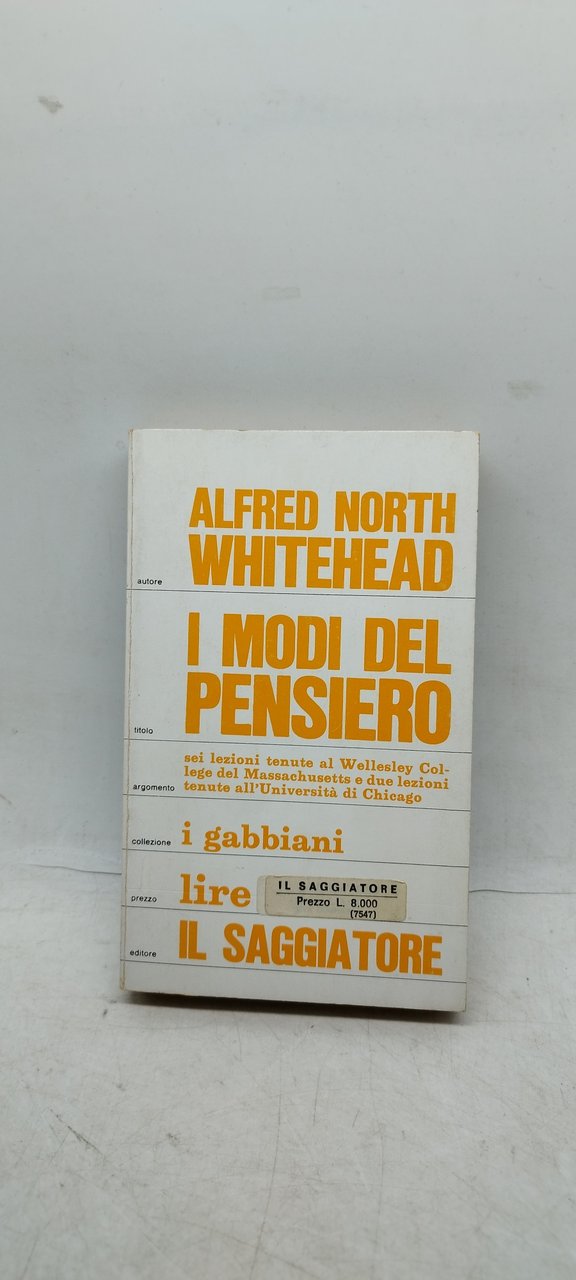 ALFRED NORTH
autore WHITEHEAD
I MODI DEL
titolo PENSIERO
sei lezioni tenute al Wellesley Col-
lege del Massachusetts e due lezioni
argomento tenute all'Università di Chicago
collezione i gabbiani
prezzo lire
IL SAGGIATORE
Prezzo L. 8.000
(7547)
editore IL SAGGIATORE